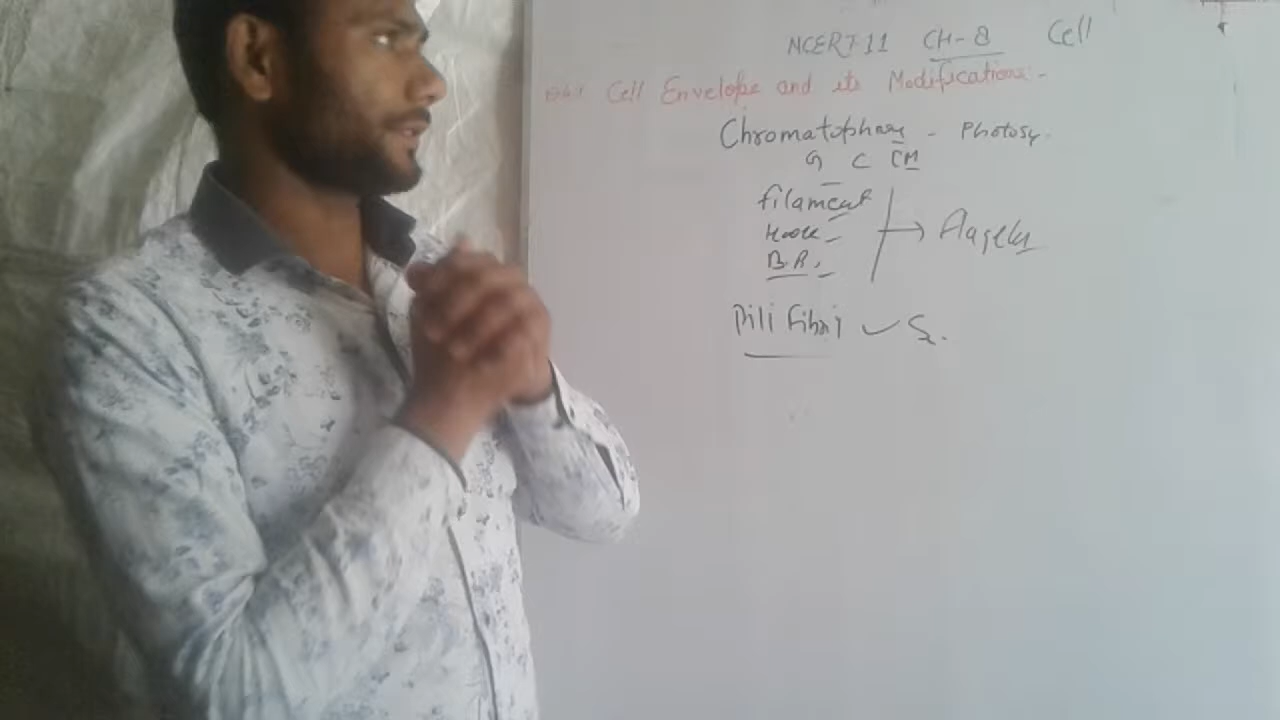 NCERT-11 CH-8 Cell
Cell Envelope and its Modifications:-
Chromatophore - Photosy.
G C CM
filament
Hook -
B.R. - → Flagella
Pili fibri ✓ S.